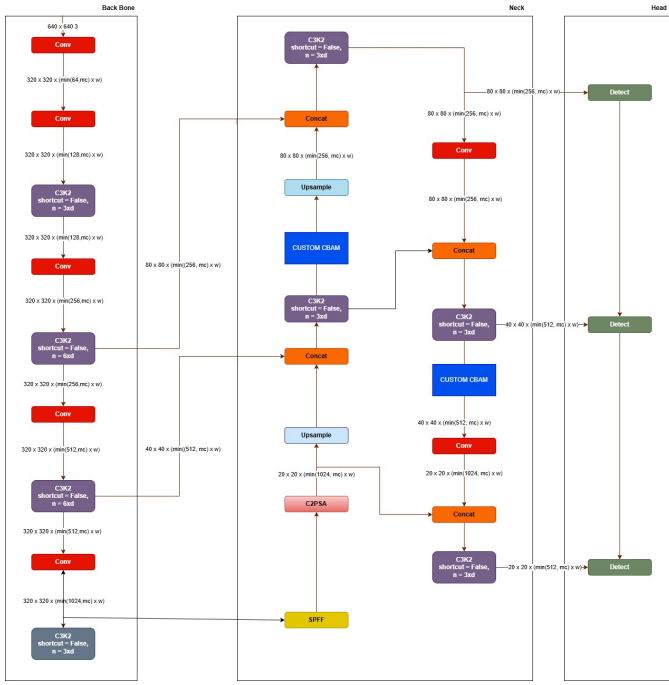 Back Bone
640 x 640 3
Conv
320 x 320 x (min(64,mc) x w)
Conv
320 x 320 x (min(128,mc) x w)
C3K2
shortcut = False,
n = 3xd
320 x 320 x (min(128,mc) x w)
Conv
320 x 320 x (min(256,mc) x w)
C3K2
shortcut = False,
n = 6xd
320 x 320 x (min(256,mc) x w)
Conv
320 x 320 x (min(512,mc) x w)
C3K2
shortcut = False,
n = 6xd
320 x 320 x (min(512,mc) x w)
Conv
320 x 320 x (min(1024,mc) x w)
C3K2
shortcut = False,
n = 3xd
80 x 80 x (min((256, mc) x w)
40 x 40 x (min((512, mc) x w)
Neck
C3K2
shortcut = False,
n = 3xd
Concat
80 x 80 x (min(256, mc) x w)
Upsample
CUSTOM CBAM
C3K2
shortcut = False,
n = 3xd
Concat
Upsample
20 x 20 x (min(1024, mc) x w)
C2PSA
SPFF
80 x 80 x (min(256, mc) x w)
Conv
80 x 80 x (min(256, mc) x w)
Concat
C3K2
shortcut = False,
n = 3xd
CUSTOM CBAM
40 x 40 x (min(512, mc) x w)
Conv
20 x 20 x (min(1024, mc) x w)
Concat
C3K2
shortcut = False,
n = 3xd
80 x 80 x (min(256, mc) x w)
40 x 40 x (min(512, mc) x w)
20 x 20 x (min(512, mc) x w)
Head
Detect
Detect
Detect